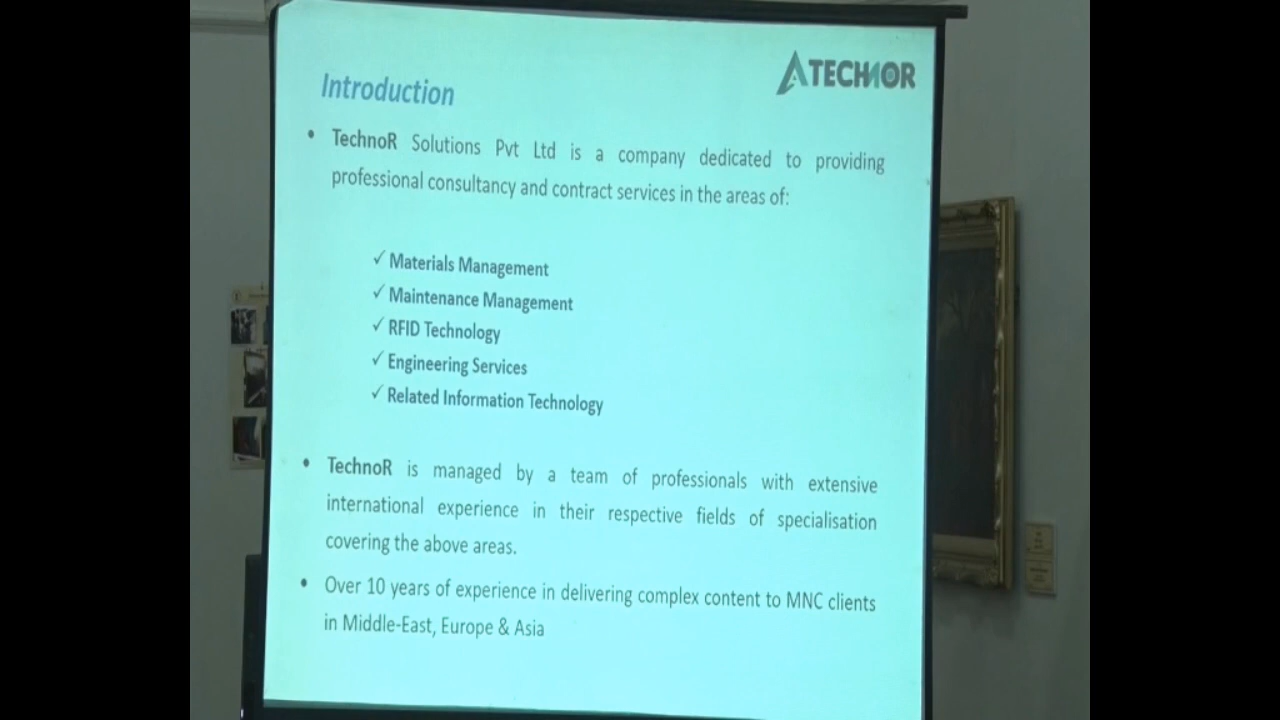 Introduction
ATECHNOR
• TechnoR Solutions Pvt Ltd is a company dedicated to providing
professional consultancy and contract services in the areas of:
✓ Materials Management
✓ Maintenance Management
✓ RFID Technology
✓ Engineering Services
✓ Related Information Technology
• TechnoR is managed by a team of professionals with extensive
international experience in their respective fields of specialisation
covering the above areas.
• Over 10 years of experience in delivering complex content to MNC clients
in Middle-East, Europe & Asia